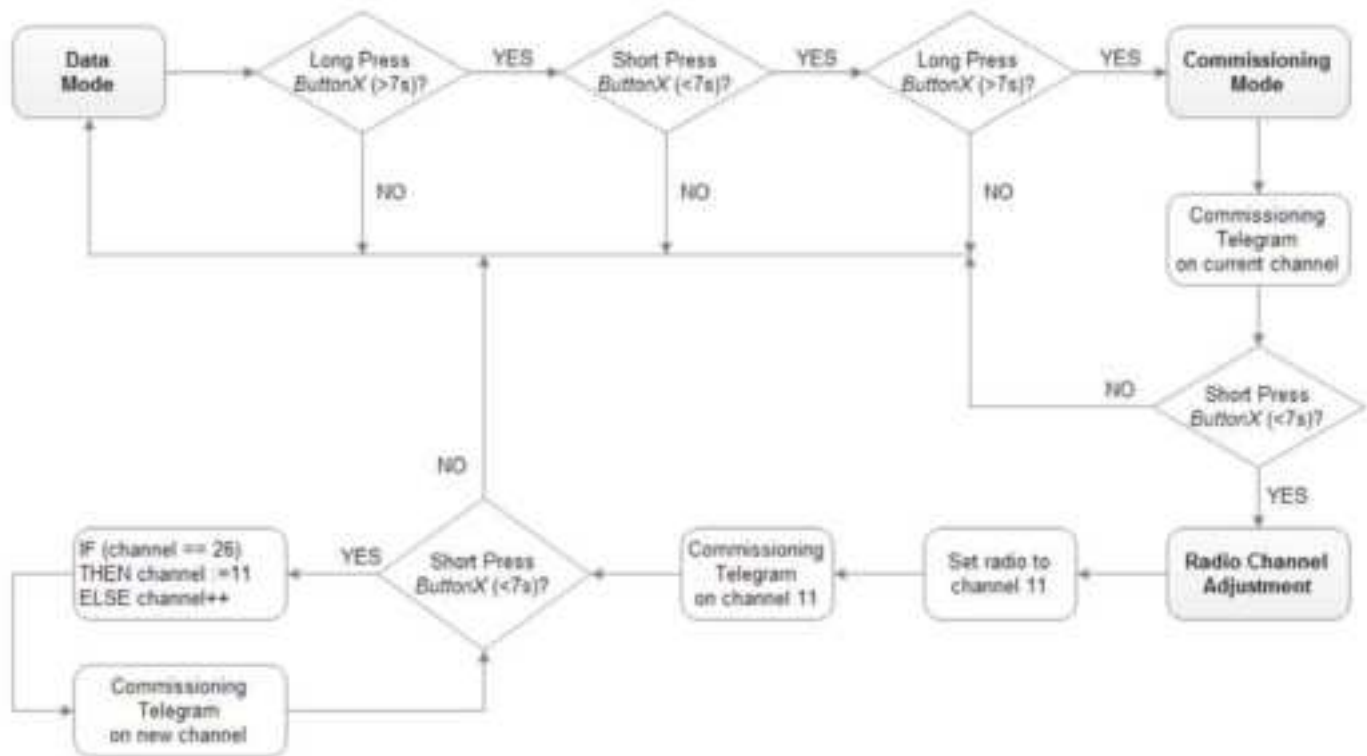 Data
Mode
Long Press
ButtonX (>7s)?
YES
Short Press
ButtonX (<7s)?
YES
Long Press
ButtonX (>7s)?
YES
Commissioning
Mode
NO
NO
NO
Commissioning
Telegram
on current channel
NO
Short Press
ButtonX (<7s)?
YES
Radio Channel
Adjustment
Set radio to
channel 11
Commissioning
Telegram
on channel 11
Short Press
ButtonX (<7s)?
NO
YES
IF (channel == 26)
THEN channel :=11
ELSE channel++
Commissioning
Telegram
on new channel